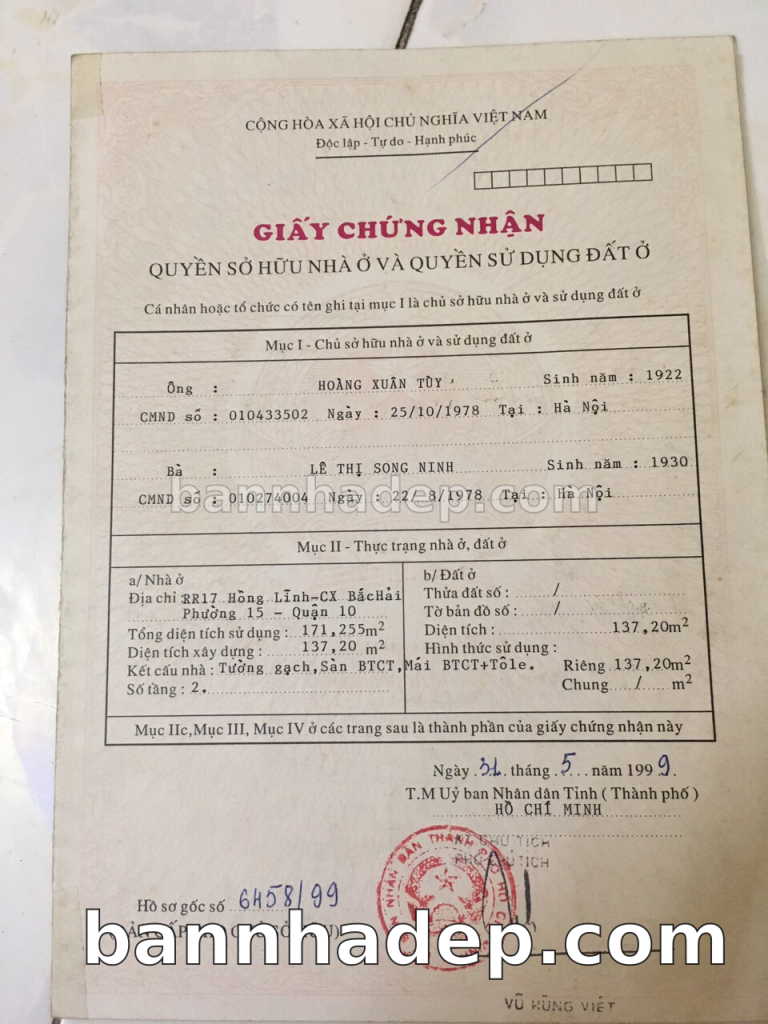 CỘNG HÒA XÃ HỘI CHỦ NGHĨA VIỆT NAM
Độc lập - Tự do - Hạnh phúc
GIẤY CHỨNG NHẬN
QUYỀN SỞ HỮU NHÀ Ở VÀ QUYỀN SỬ DỤNG ĐẤT Ở
Cá nhân hoặc tổ chức có tên ghi tại mục I là chủ sở hữu nhà ở và sử dụng đất ở
Mục I - Chủ sở hữu nhà ở và sử dụng đất ở
Ông : HOÀNG XUÂN TÙY Sinh năm : 1922
CMND số : 010433502 Ngày : 25/10/1978 Tại : Hà Nội
Bà : LÊ THỊ SONG NINH Sinh năm : 1930
CMND số : 010274004 Ngày : 22/ 8/1978 Tại : Hà Nội
bannhadep.com
Mục II - Thực trạng nhà ở, đất ở
a/ Nhà ở
Địa chỉ : RR17 Hồng Lĩnh-CX BắcHải
Phường 15 - Quận 10
Tổng diện tích sử dụng : 171,255m2
Diện tích xây dựng : 137,20 m2
Kết cấu nhà : Tường gạch,Sàn BTCT,Mái BTCT+Tôle.
Số tầng : 2.
b/ Đất ở
Thửa đất số : /
Tờ bản đồ số : /
Diện tích : 137,20m2
Hình thức sử dụng :
Riêng 137,20m2
Chung / m2
Mục IIc,Mục III, Mục IV ở các trang sau là thành phần của giấy chứng nhận này
Ngày 31 tháng 5 năm 1999.
T.M Uỷ ban Nhân dân Tỉnh ( Thành phố )
HỒ CHÍ MINH
KT CHỦ TỊCH
PHÓ CHỦ TỊCH
Hồ sơ gốc số 6458/99
bannhadep.com
VŨ HÙNG VIỆT